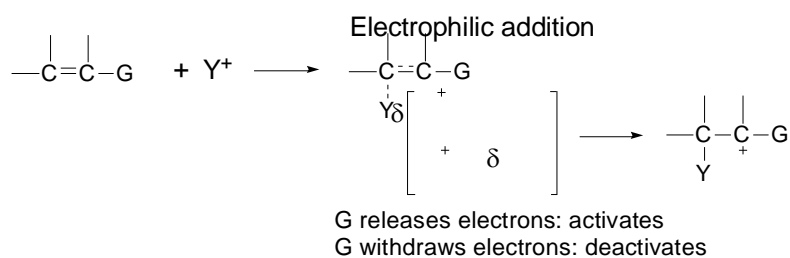 Electrophilic addition
C=C-G + Y⁺ → C=C-G
+
Yδ
+ δ
C-C-G
+
Y
G releases electrons: activates
G withdraws electrons: deactivates